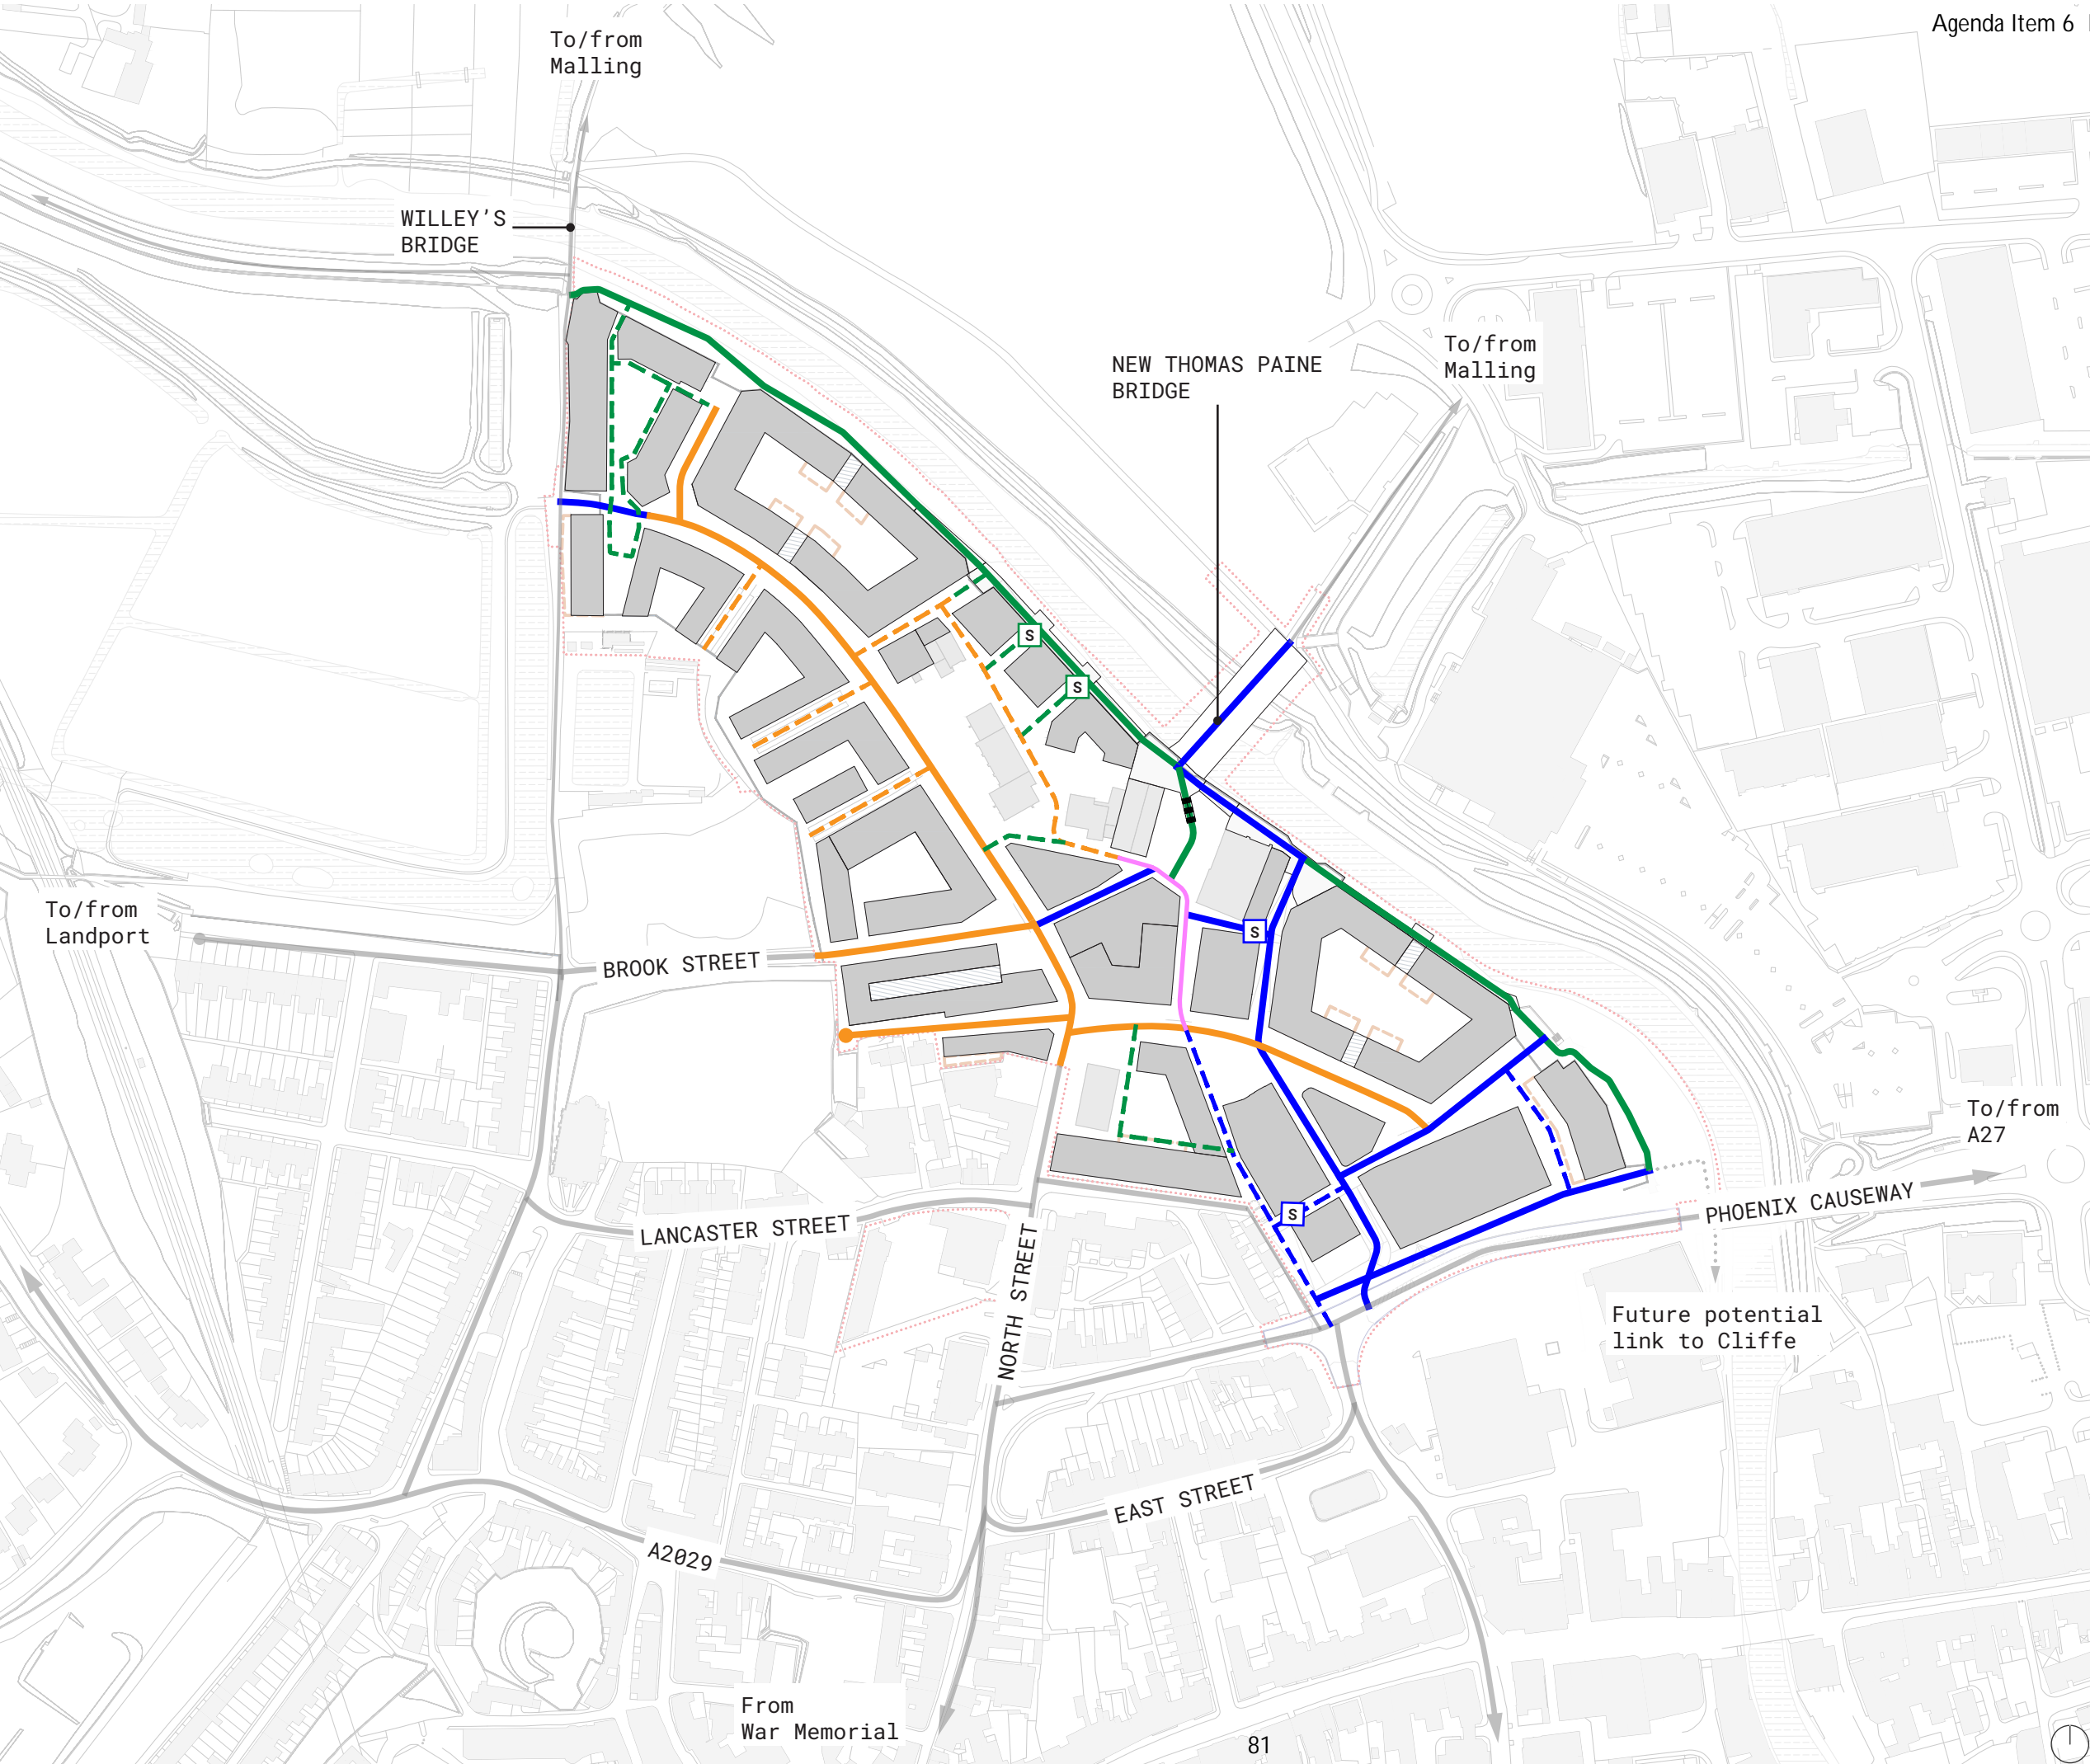 Agenda Item 6
To/from
Malling
WILLEY'S
BRIDGE
To/from
Malling
NEW THOMAS PAINE
BRIDGE
S
S
To/from
Landport
BROOK STREET
S
To/from
A27
PHOENIX CAUSEWAY
LANCASTER STREET
S
NORTH STREET
Future potential
link to Cliffe
EAST STREET
A2029
From
War Memorial
81